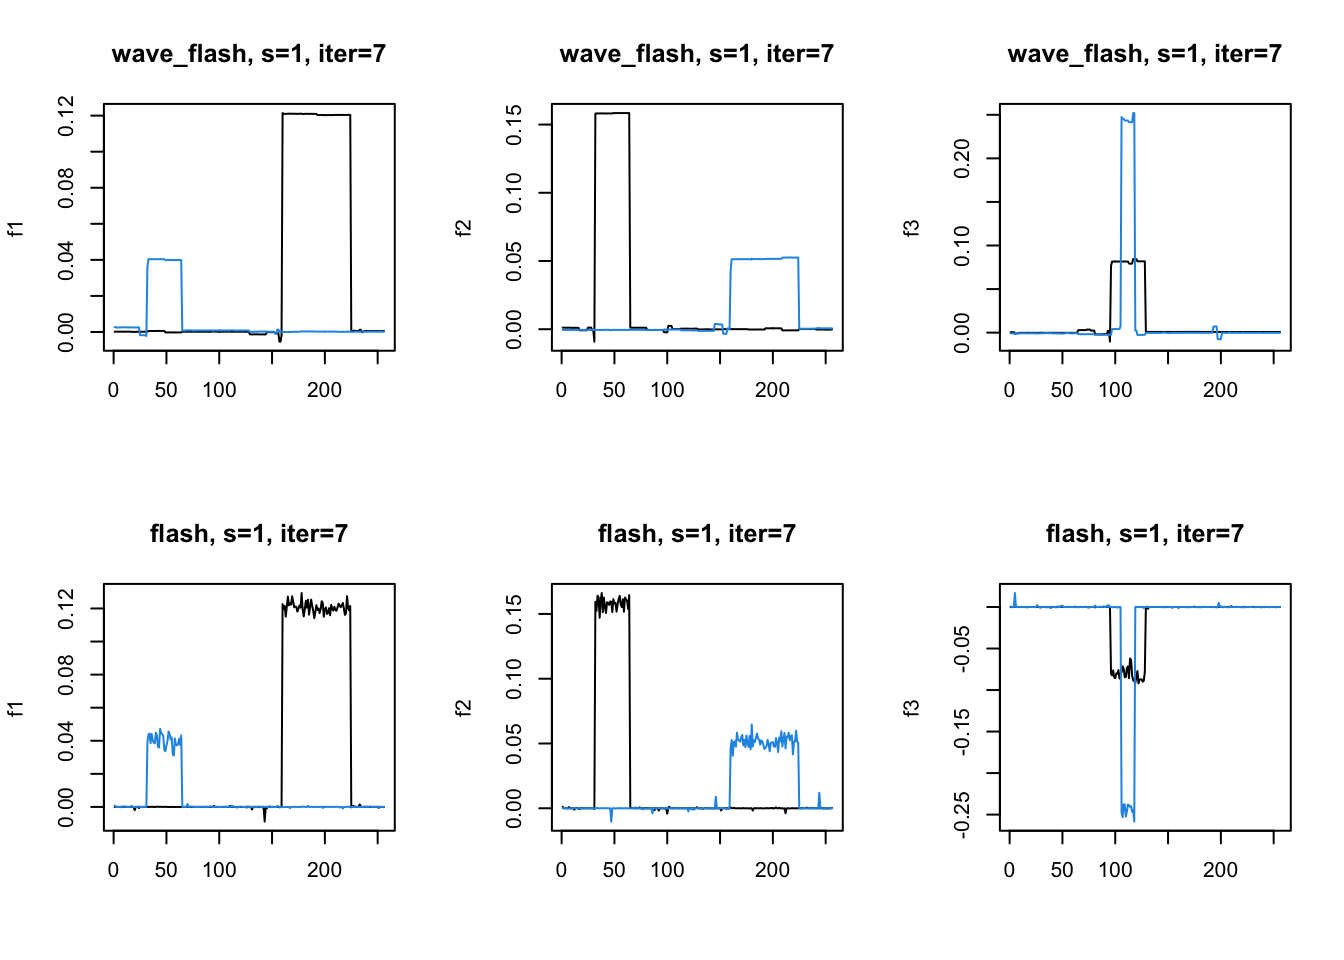 wave_flash, s=1, iter=7
f1
0.00 0.04 0.08 0.12
0 50 100 200
wave_flash, s=1, iter=7
f2
0.00 0.05 0.10 0.15
0 50 100 200
wave_flash, s=1, iter=7
f3
0.00 0.10 0.20
0 50 100 200
flash, s=1, iter=7
f1
0.00 0.04 0.08 0.12
0 50 100 200
flash, s=1, iter=7
f2
0.00 0.05 0.10 0.15
0 50 100 200
flash, s=1, iter=7
f3
-0.25 -0.15 -0.05
0 50 100 200